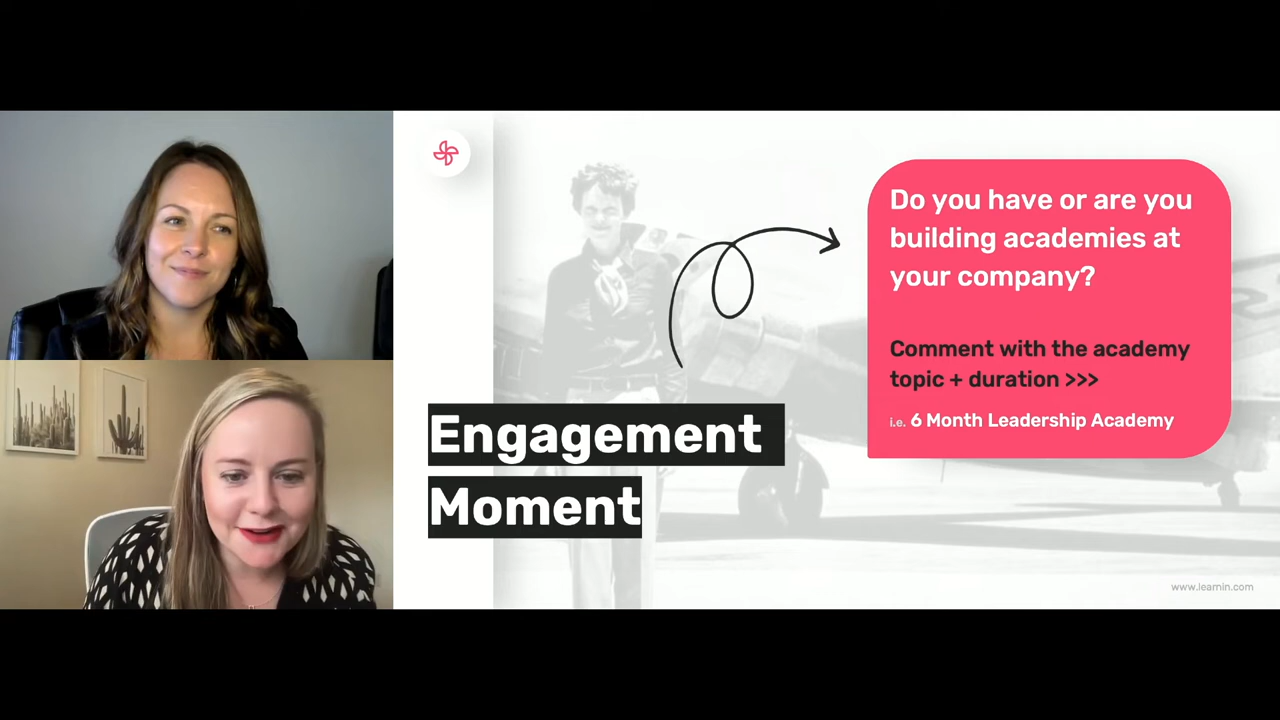 Do you have or are you
building academies at
your company?
Comment with the academy
topic + duration >>>
i.e. 6 Month Leadership Academy
Engagement
Moment
www.learnin.com